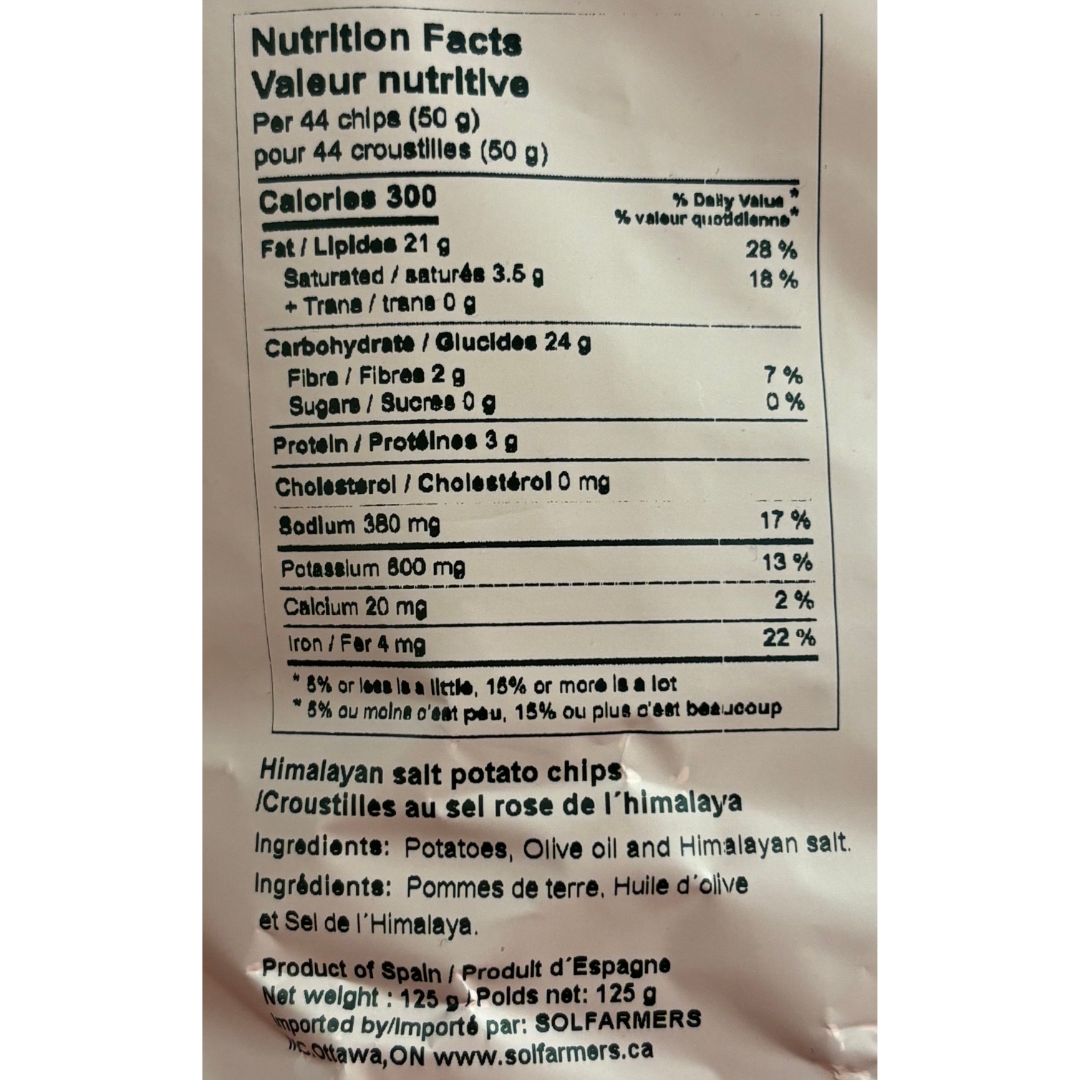 Nutrition Facts
Valeur nutritive
Per 44 chips (50 g)
pour 44 croustilles (50 g)
Calories 300
% Daily Value *
% valeur quotidienne*
Fat / Lipides 21 g 28 %
Saturated / saturés 3.5 g 18 %
+ Trans / trans 0 g
Carbohydrate / Glucides 24 g
Fibre / Fibres 2 g 7 %
Sugars / Sucres 0 g 0 %
Protein / Protéines 3 g
Cholesterol / Cholestérol 0 mg
Sodium 380 mg 17 %
Potassium 600 mg 13 %
Calcium 20 mg 2 %
Iron / Fer 4 mg 22 %
* 5% or less is a little, 15% or more is a lot
* 5% ou moins c'est peu, 15% ou plus c'est beaucoup
Himalayan salt potato chips
/Croustilles au sel rose de l´himalaya
Ingredients: Potatoes, Olive oil and Himalayan salt.
Ingrédients: Pommes de terre, Huile d´olive
et Sel de l´Himalaya.
Product of Spain / Produit d´Espagne
Net weight : 125 g / Poids net: 125 g
Imported by/Importé par: SOLFARMERS
Ottawa,ON www.solfarmers.ca